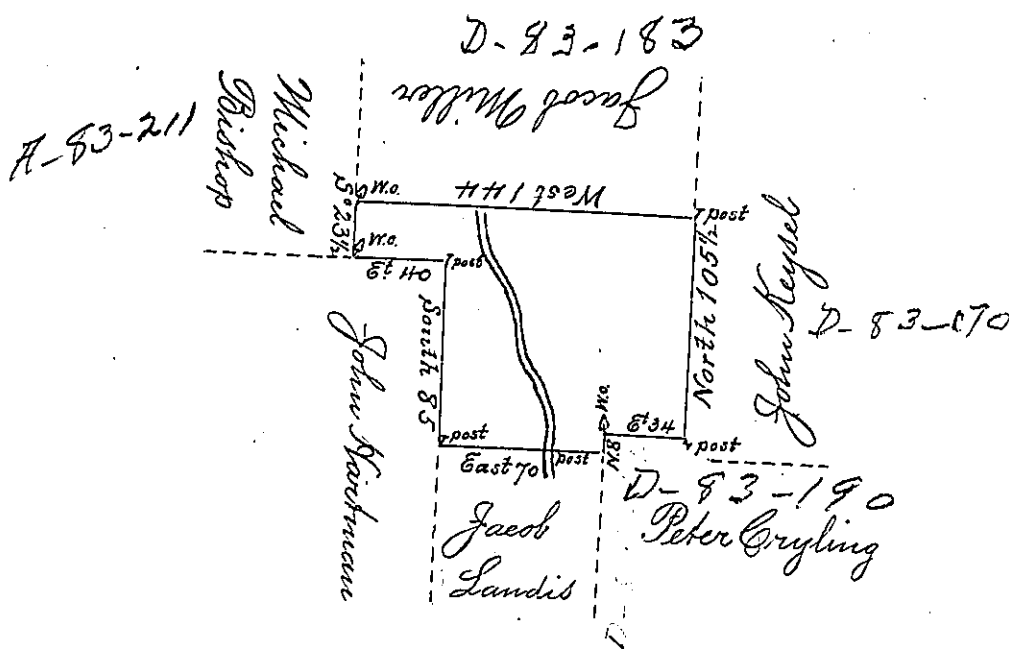 D-83-183
Jacob Miller
A-83-211
Michael
Bishop
W.o.
West 144
post
S° 23½
W.o.
Et 40
post
North 105½
John Keysel
D-83-170
South 85
John Hartman
post
East 70
post
N.8
W.o.
Et 34
post
D-83-190
Peter Cryling
Jacob
Landis
D-